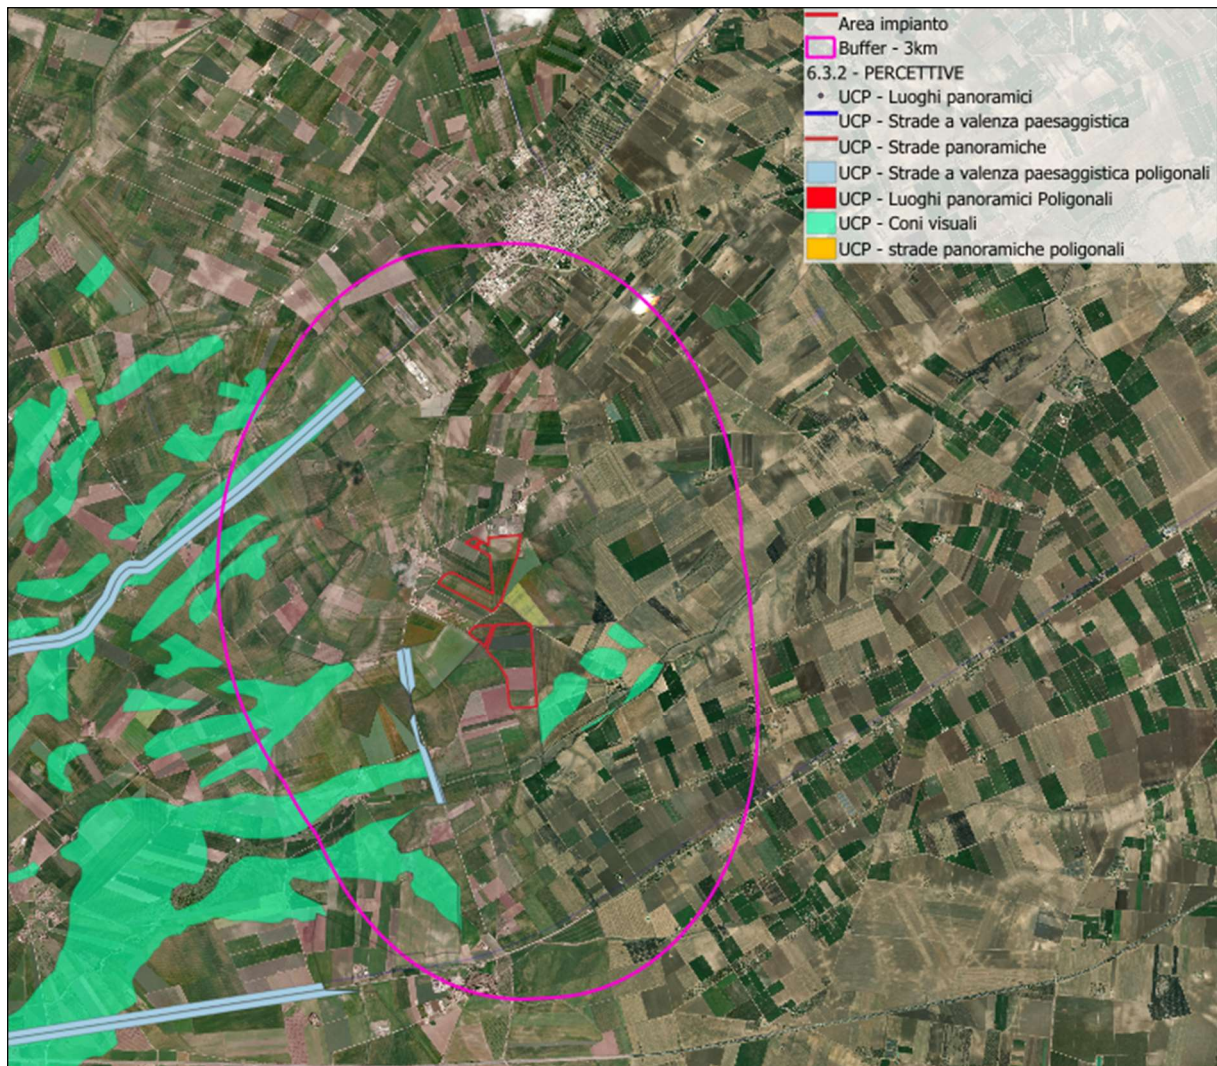 Area impianto
Buffer - 3km
6.3.2 - PERCETTIVE
UCP - Luoghi panoramici
UCP - Strade a valenza paesaggistica
UCP - Strade panoramiche
UCP - Strade a valenza paesaggistica poligonali
UCP - Luoghi panoramici Poligonali
UCP - Coni visuali
UCP - strade panoramiche poligonali